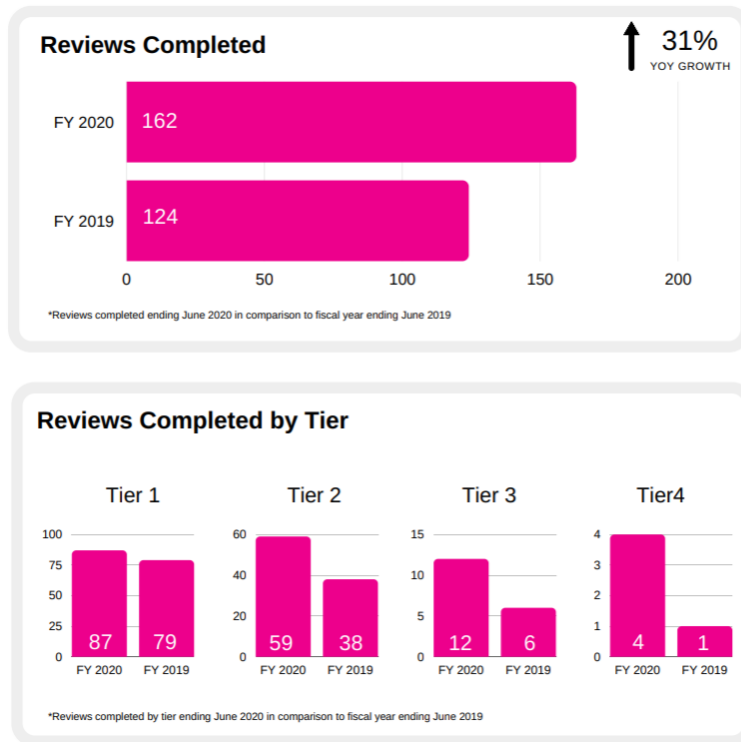 Reviews Completed
31%
YOY GROWTH
FY 2020
162
FY 2019
124
0 50 100 150 200
*Reviews completed ending June 2020 in comparison to fiscal year ending June 2019
Reviews Completed by Tier
Tier 1
100
75
50
25
0
87 79
FY 2020 FY 2019
Tier 2
60
40
20
0
59 38
FY 2020 FY 2019
Tier 3
15
10
5
0
12 6
FY 2020 FY 2019
Tier4
4
3
2
1
0
4 1
FY 2020 FY 2019
*Reviews completed by tier ending June 2020 in comparison to fiscal year ending June 2019